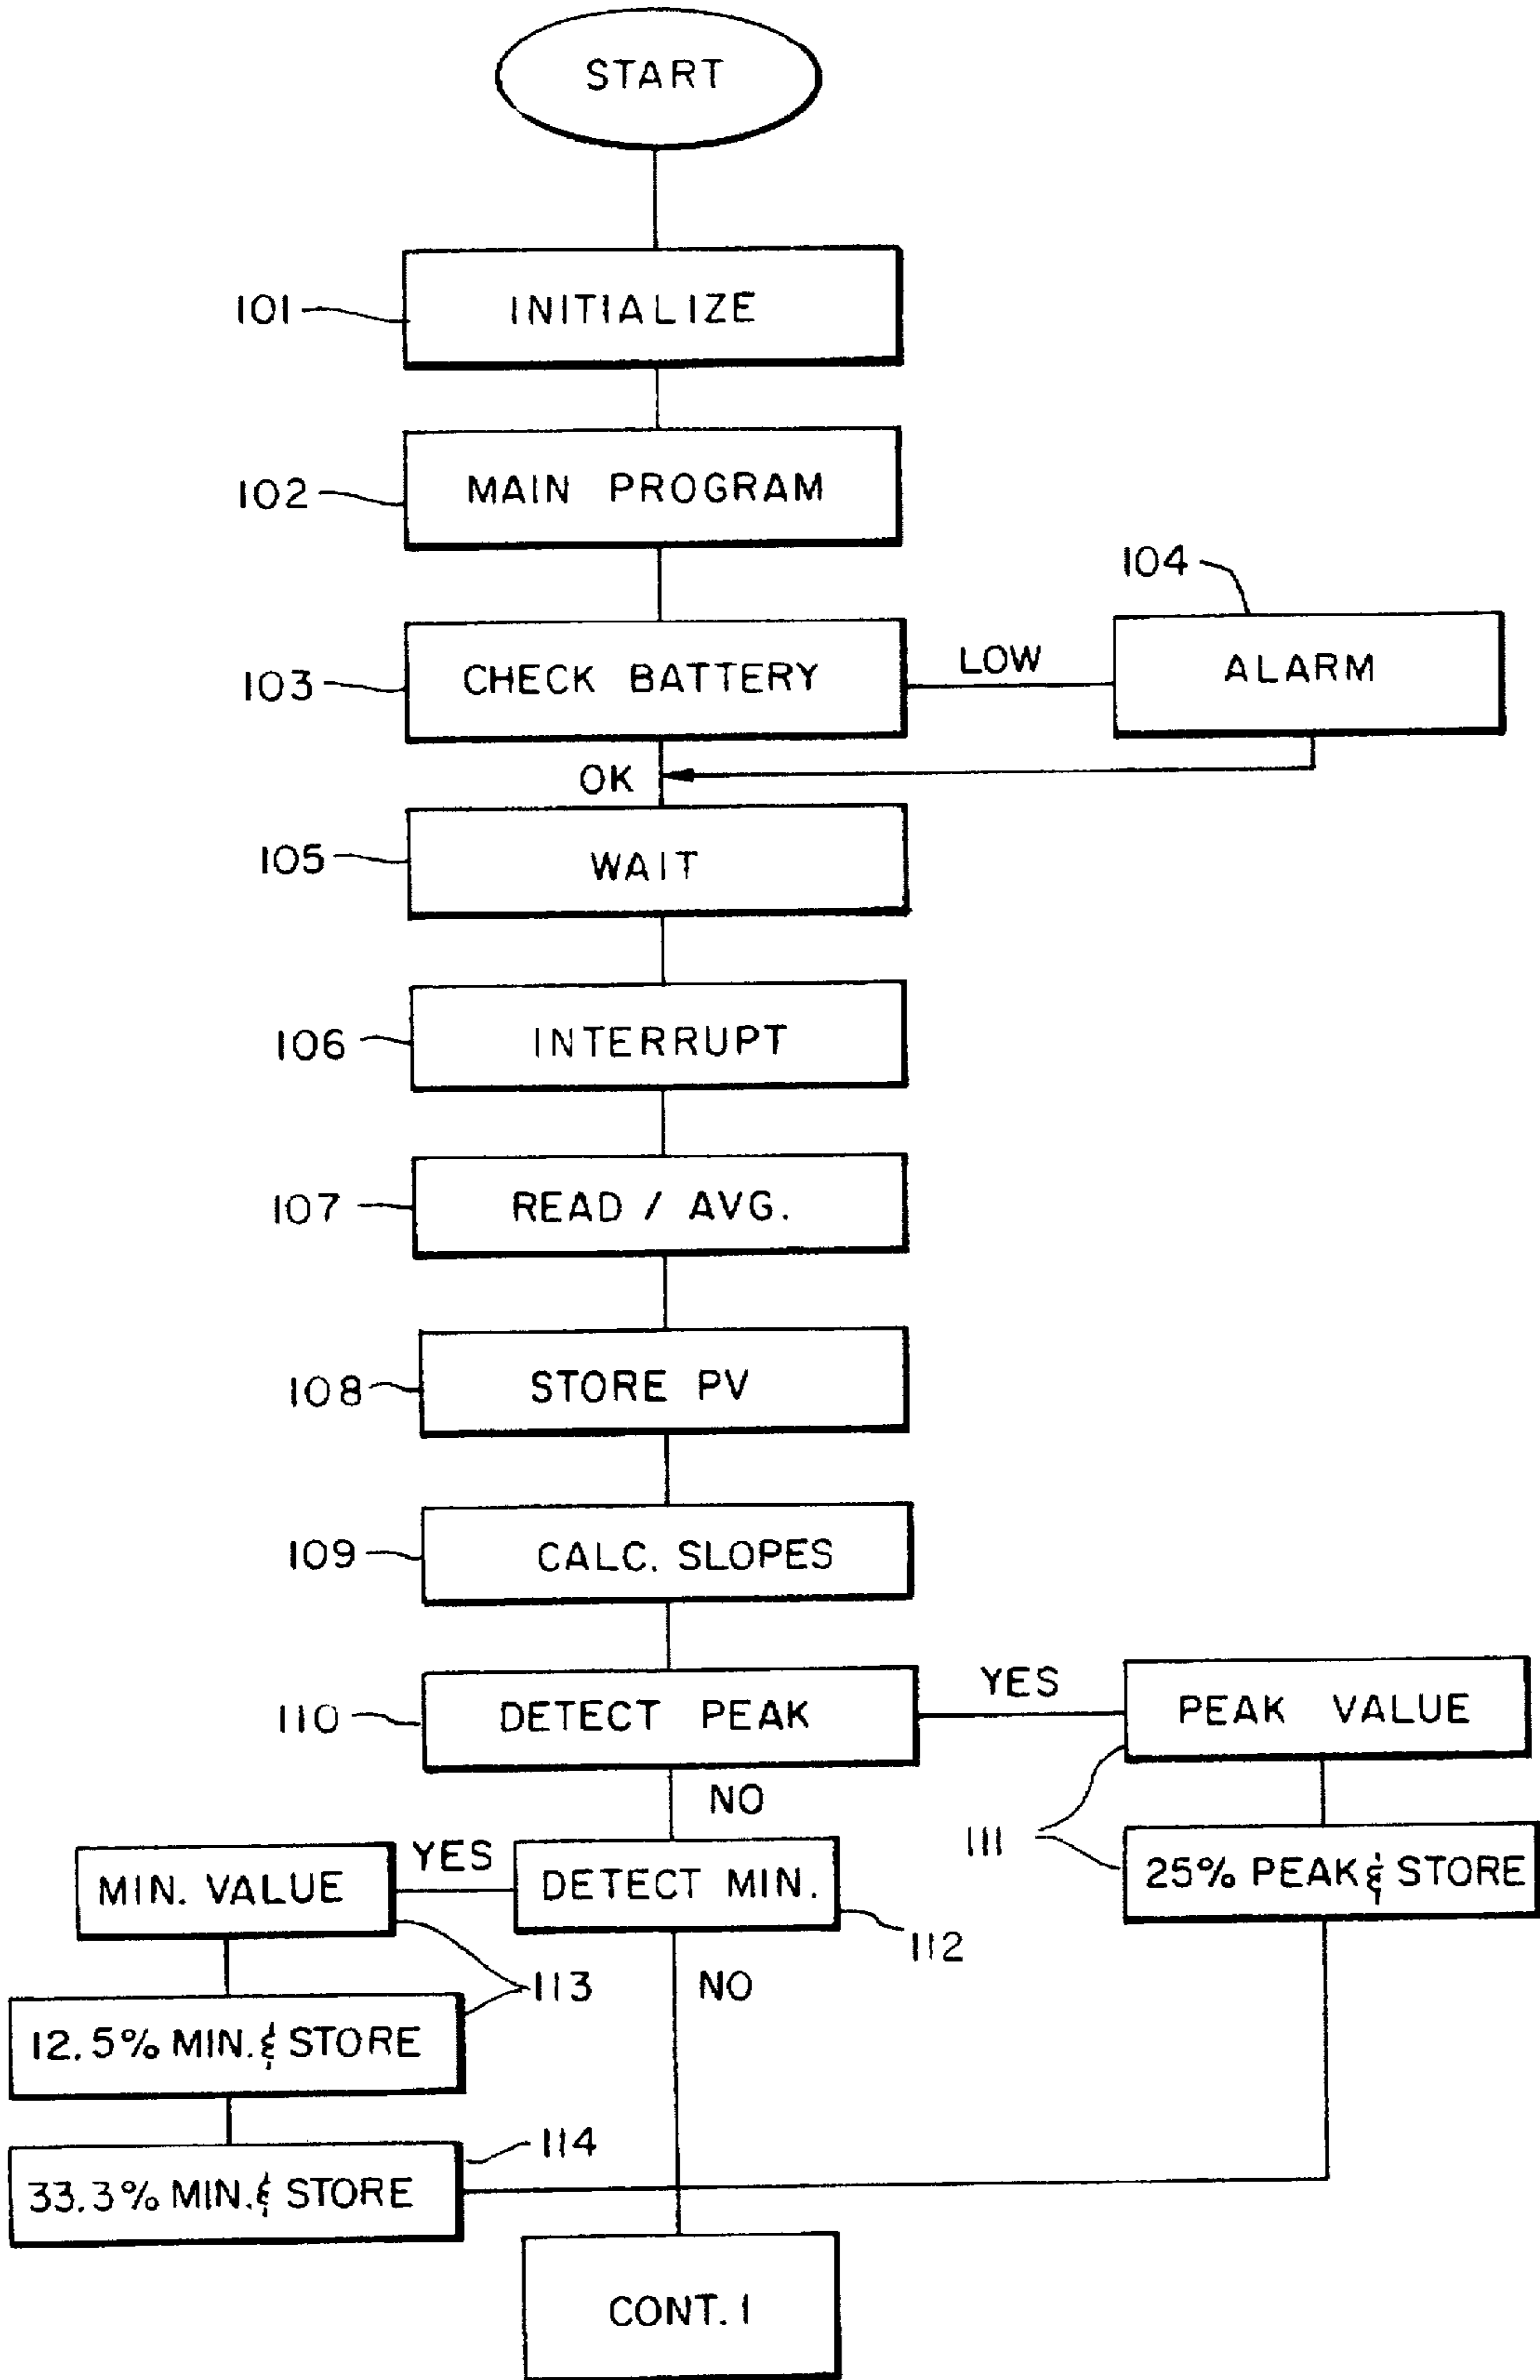 START
101
INITIALIZE
102
MAIN PROGRAM
104
103
CHECK BATTERY
LOW
ALARM
OK
105
WAIT
106
INTERRUPT
107
READ / AVG.
108
STORE PV
109
CALC. SLOPES
110
DETECT PEAK
YES
PEAK VALUE
NO
111
25% PEAK & STORE
MIN. VALUE
YES
DETECT MIN.
112
113
NO
12.5% MIN. & STORE
114
33.3% MIN. & STORE
CONT. 1